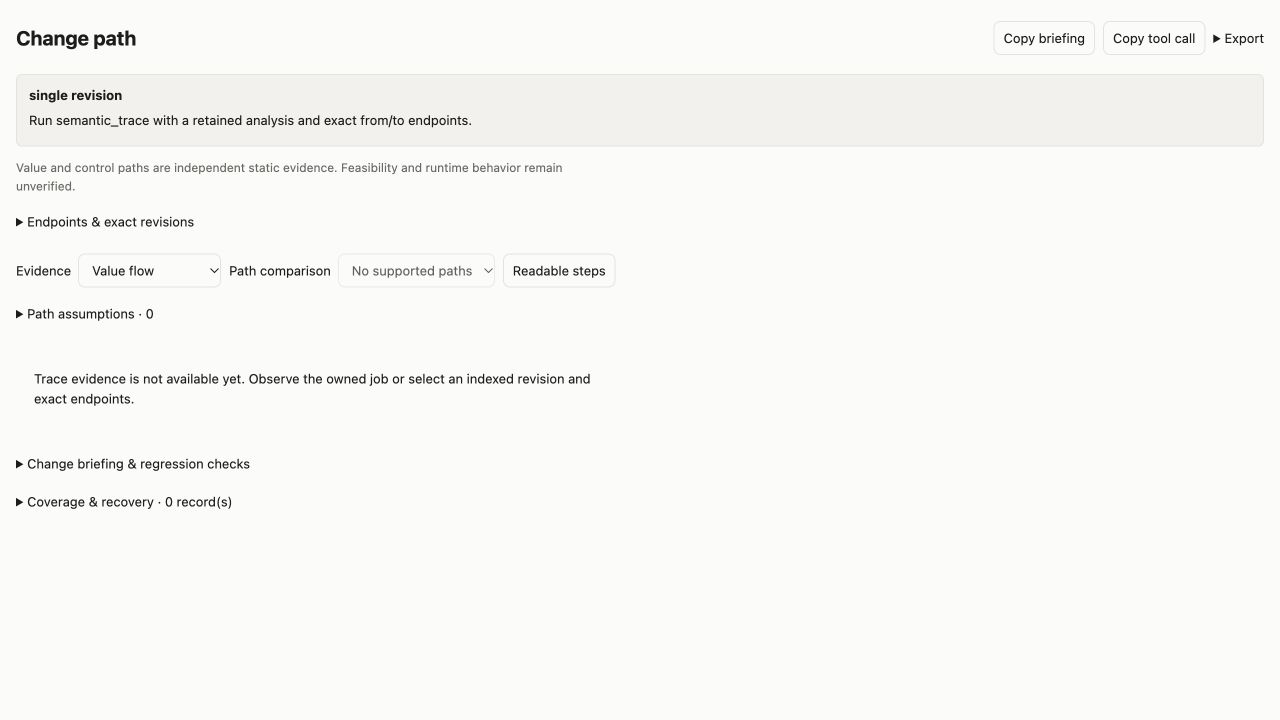 Change path
Copy briefing
Copy tool call
Export
single revision
Run semantic_trace with a retained analysis and exact from/to endpoints.
Value and control paths are independent static evidence. Feasibility and runtime behavior remain
unverified.
Endpoints & exact revisions
Evidence
Value flow
Path comparison
No supported paths
Readable steps
Path assumptions · 0
Trace evidence is not available yet. Observe the owned job or select an indexed revision and
exact endpoints.
Change briefing & regression checks
Coverage & recovery · 0 record(s)